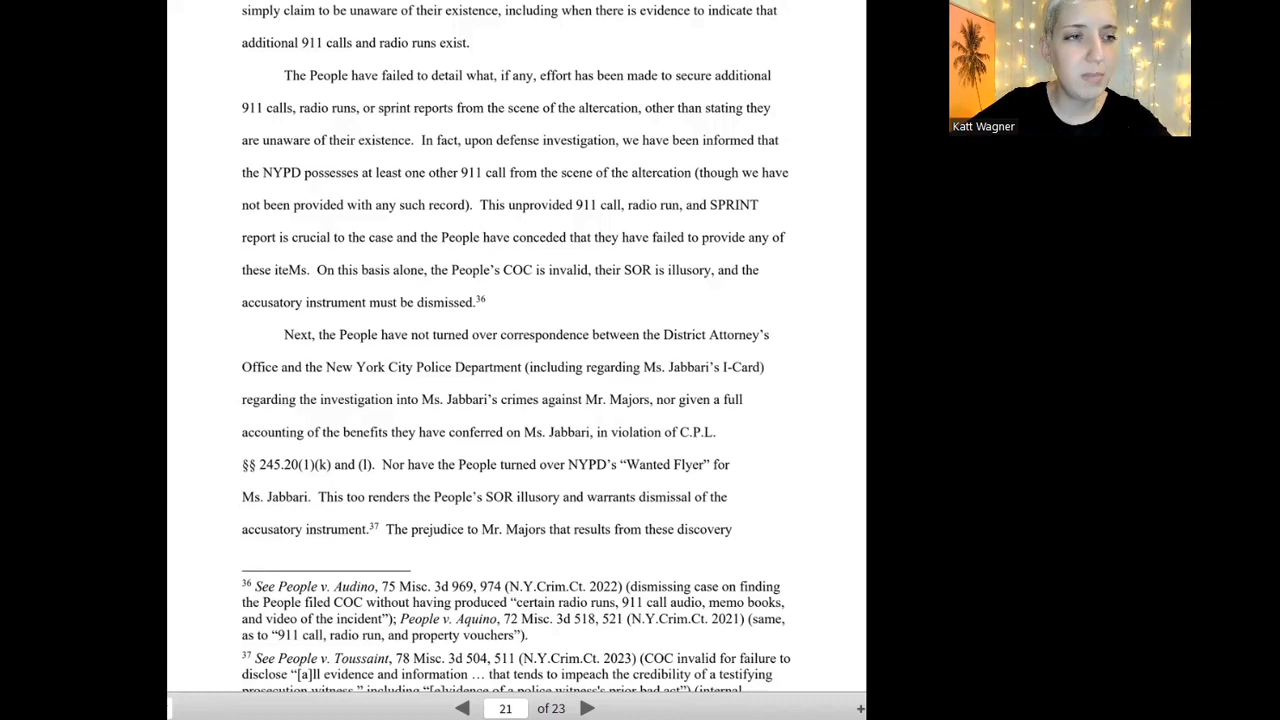 simply claim to be unaware of their existence, including when there is evidence to indicate that
additional 911 calls and radio runs exist.
The People have failed to detail what, if any, effort has been made to secure additional
911 calls, radio runs, or sprint reports from the scene of the altercation, other than stating they
are unaware of their existence.  In fact, upon defense investigation, we have been informed that
the NYPD possesses at least one other 911 call from the scene of the altercation (though we have
not been provided with any such record).  This unprovided 911 call, radio run, and SPRINT
report is crucial to the case and the People have conceded that they have failed to provide any of
these iteMs.  On this basis alone, the People’s COC is invalid, their SOR is illusory, and the
accusatory instrument must be dismissed.36
Next, the People have not turned over correspondence between the District Attorney’s
Office and the New York City Police Department (including regarding Ms. Jabbari’s I-Card)
regarding the investigation into Ms. Jabbari’s crimes against Mr. Majors, nor given a full
accounting of the benefits they have conferred on Ms. Jabbari, in violation of C.P.L.
§§ 245.20(1)(k) and (l).  Nor have the People turned over NYPD’s “Wanted Flyer” for
Ms. Jabbari.  This too renders the People’s SOR illusory and warrants dismissal of the
accusatory instrument.37  The prejudice to Mr. Majors that results from these discovery
36 See People v. Audino, 75 Misc. 3d 969, 974 (N.Y.Crim.Ct. 2022) (dismissing case on finding
the People filed COC without having produced “certain radio runs, 911 call audio, memo books,
and video of the incident”); People v. Aquino, 72 Misc. 3d 518, 521 (N.Y.Crim.Ct. 2021) (same,
as to “911 call, radio run, and property vouchers”).
37 See People v. Toussaint, 78 Misc. 3d 504, 511 (N.Y.Crim.Ct. 2023) (COC invalid for failure to
disclose “[a]ll evidence and information … that tends to impeach the credibility of a testifying
prosecution witness,” including “[e]vidence of a police witness's prior bad act”) (internal
21 of 23
Katt Wagner